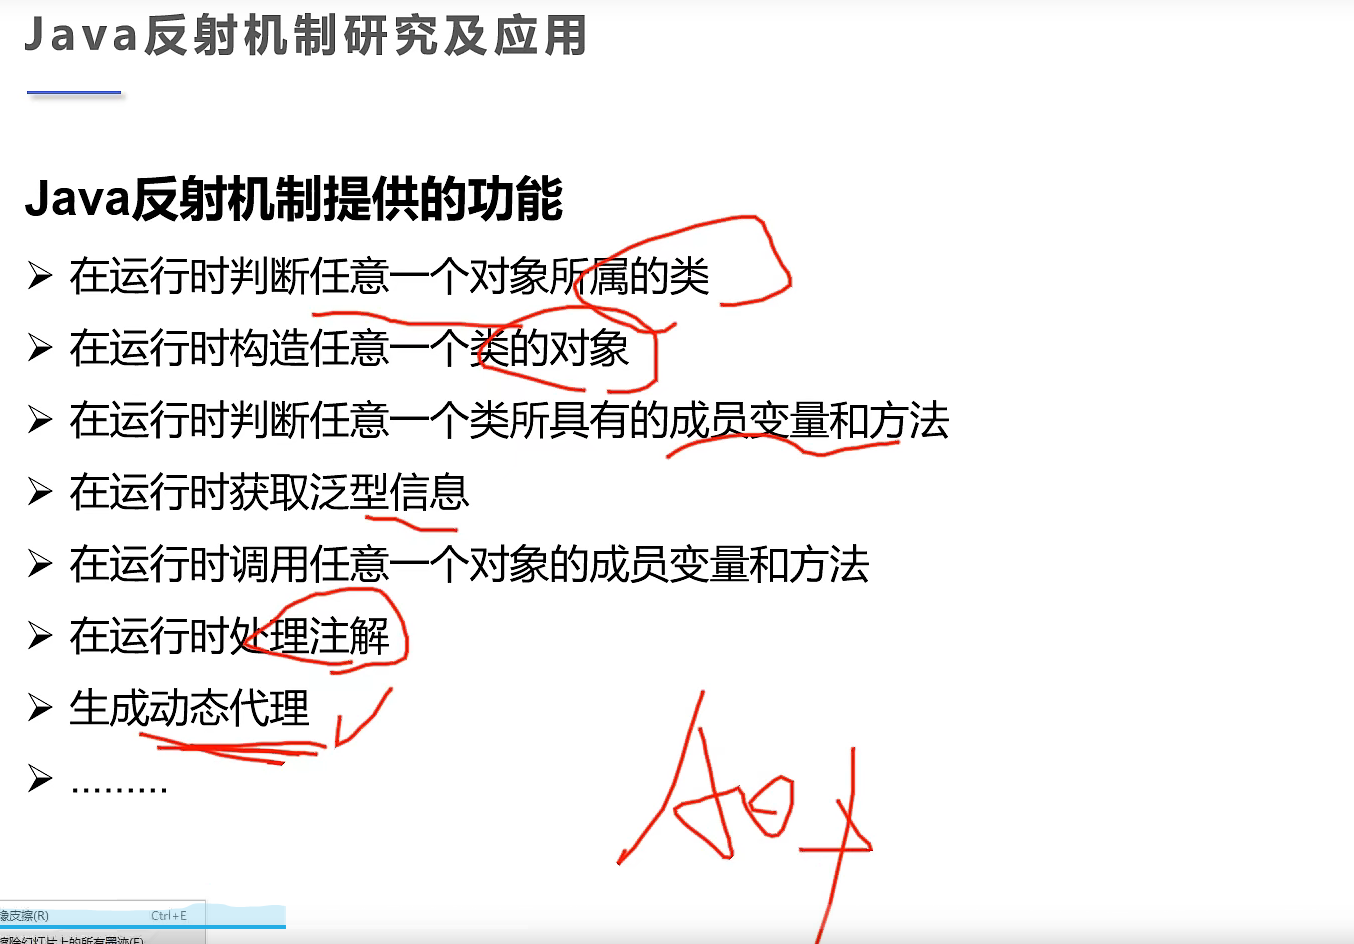 Java反射机制研究及应用
Java反射机制提供的功能
➢ 在运行时判断任意一个对象所属的类
➢ 在运行时构造任意一个类的对象
➢ 在运行时判断任意一个类所具有的成员变量和方法
➢ 在运行时获取泛型信息
➢ 在运行时调用任意一个对象的成员变量和方法
➢ 在运行时处理注解
➢ 生成动态代理
➢ .........
Aop
橡皮擦(R) Ctrl+E
擦除幻灯片上的所有墨迹(E)